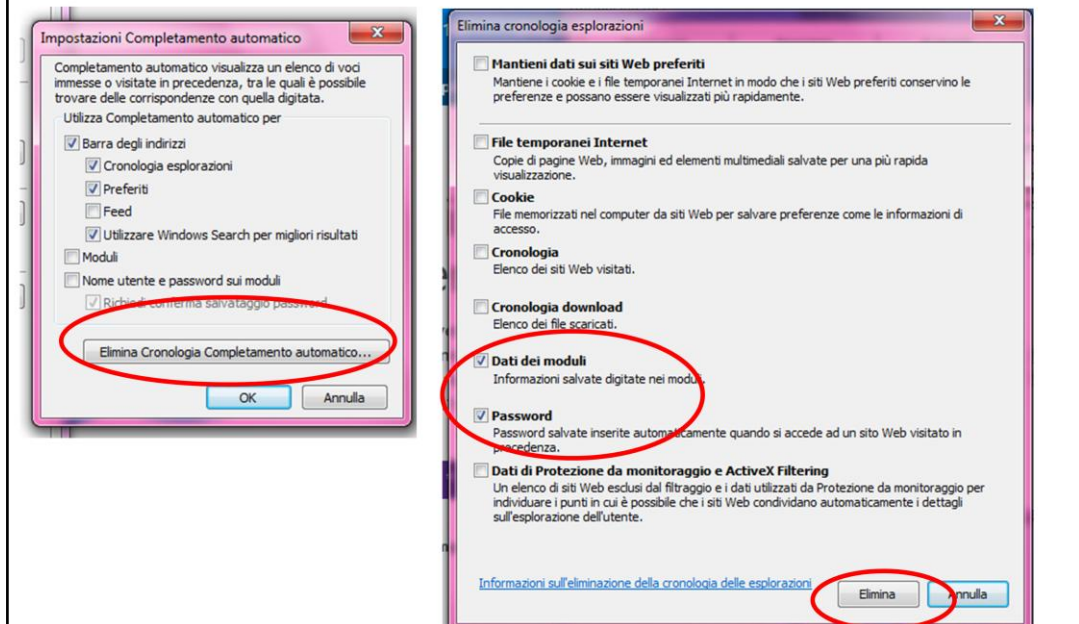 Impostazioni Completamento automatico
Completamento automatico visualizza un elenco di voci
immesse o visitate in precedenza, tra le quali è possibile
trovare delle corrispondenze con quella digitata.
Utilizza Completamento automatico per
Barra degli indirizzi
Cronologia esplorazioni
Preferiti
Feed
Utilizzare Windows Search per migliori risultati
Moduli
Nome utente e password sui moduli
Richiedi conferma salvataggio password
Elimina Cronologia Completamento automatico...
OK
Annulla
Elimina cronologia esplorazioni
Mantieni dati sui siti Web preferiti
Mantiene i cookie e i file temporanei Internet in modo che i siti Web preferiti conservino le
preferenze e possano essere visualizzati più rapidamente.
File temporanei Internet
Copie di pagine Web, immagini ed elementi multimediali salvate per una più rapida
visualizzazione.
Cookie
File memorizzati nel computer da siti Web per salvare preferenze come le informazioni di
accesso.
Cronologia
Elenco dei siti Web visitati.
Cronologia download
Elenco dei file scaricati.
Dati dei moduli
Informazioni salvate digitate nei moduli.
Password
Password salvate inserite automaticamente quando si accede ad un sito Web visitato in
precedenza.
Dati di Protezione da monitoraggio e ActiveX Filtering
Un elenco di siti Web esclusi dal filtraggio e i dati utilizzati da Protezione da monitoraggio per
individuare i punti in cui è possibile che i siti Web condividano automaticamente i dettagli
sull'esplorazione dell'utente.
Informazioni sull'eliminazione della cronologia delle esplorazioni
Elimina
Annulla